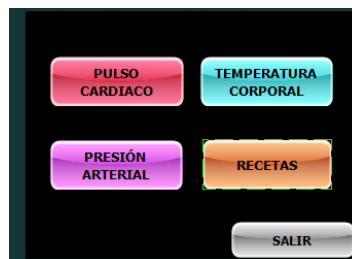 PULSO
CARDIACO
TEMPERATURA
CORPORAL
PRESIÓN
ARTERIAL
RECETAS
SALIR